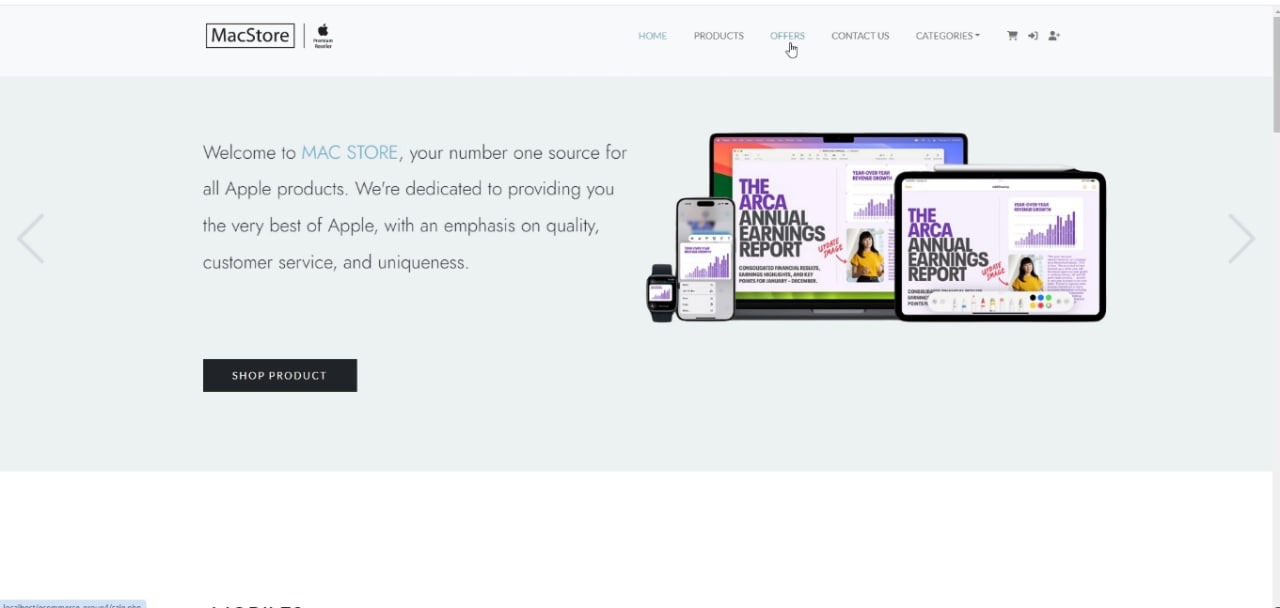 MacStore
Premium
Reseller
HOME PRODUCTS OFFERS CONTACT US CATEGORIES
Welcome to MAC STORE, your number one source for
all Apple products. We're dedicated to providing you
the very best of Apple, with an emphasis on quality,
customer service, and uniqueness.
SHOP PRODUCT
THE
ARCA
ANNUAL
EARNINGS
REPORT
CONSOLIDATED FINANCIAL RESULTS,
EARNINGS HIGHLIGHTS, AND KEY
POINTS FOR JANUARY – DECEMBER.
YEAR-OVER-YEAR
REVENUE GROWTH
UPDATE
IMAGE
THE
ARCA
ANNUAL
EARNINGS
REPORT
YEAR-OVER-YEAR
REVENUE GROWTH
UPDATE
IMAGE